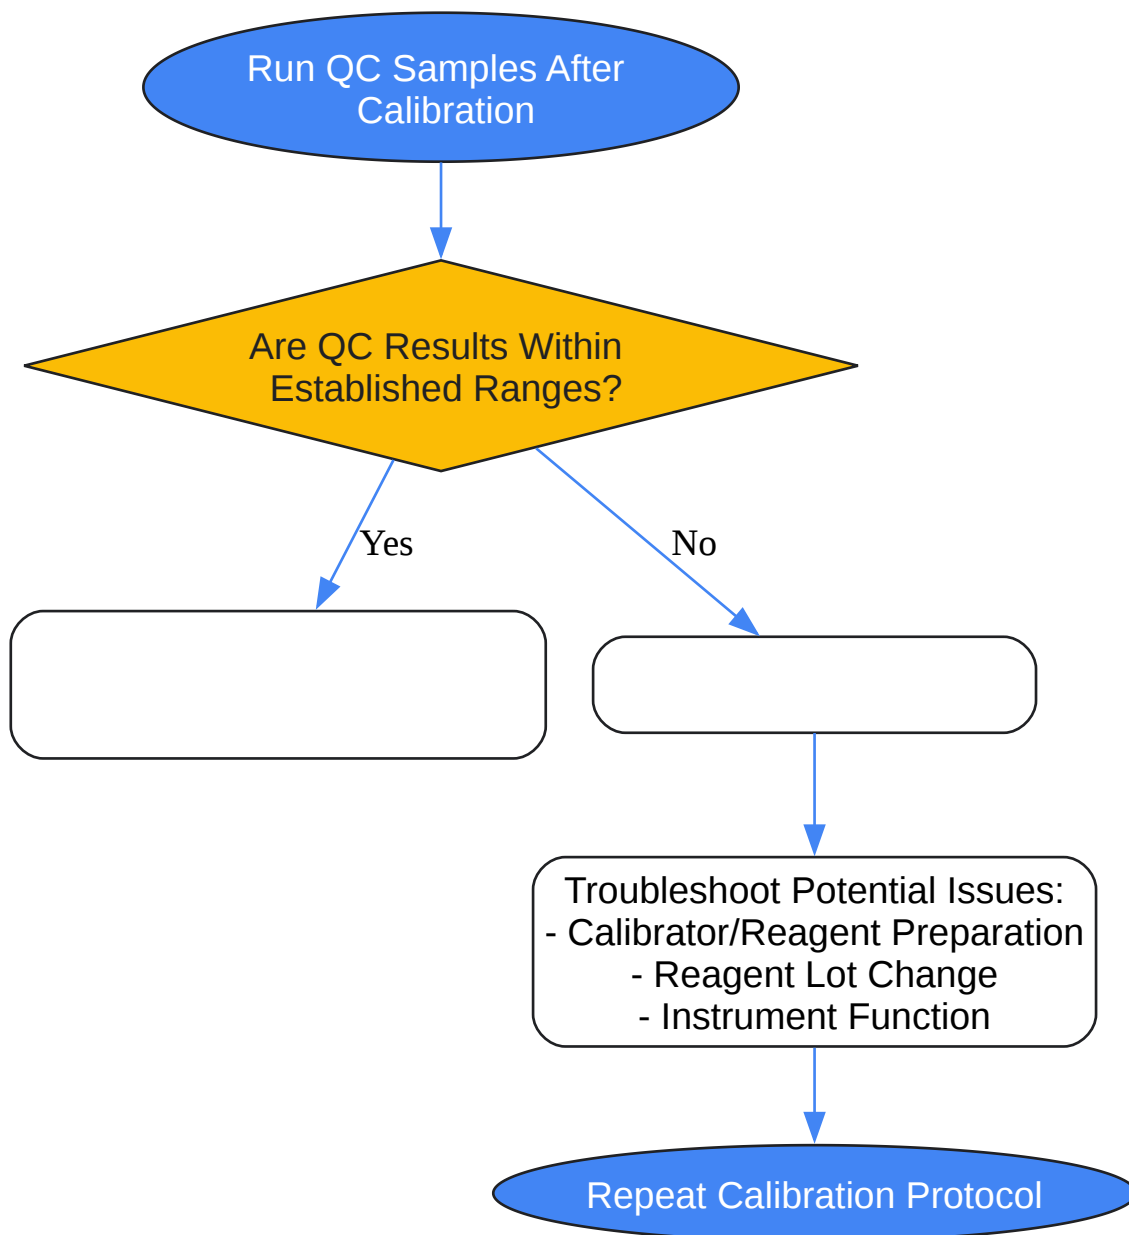 Run QC Samples After
Calibration
Are QC Results Within
Established Ranges?
Yes
No
Troubleshoot Potential Issues:
- Calibrator/Reagent Preparation
- Reagent Lot Change
- Instrument Function
Repeat Calibration Protocol